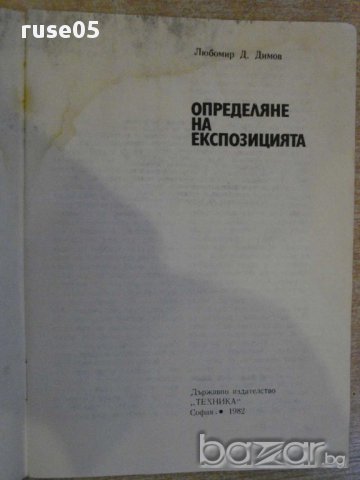 ruse05
Любомир Д. Димов
ОПРЕДЕЛЯНЕ
НА
ЕКСПОЗИЦИЯТА
Държавно издателство
„ТЕХНИКА“
София • 1982
bazar.bg